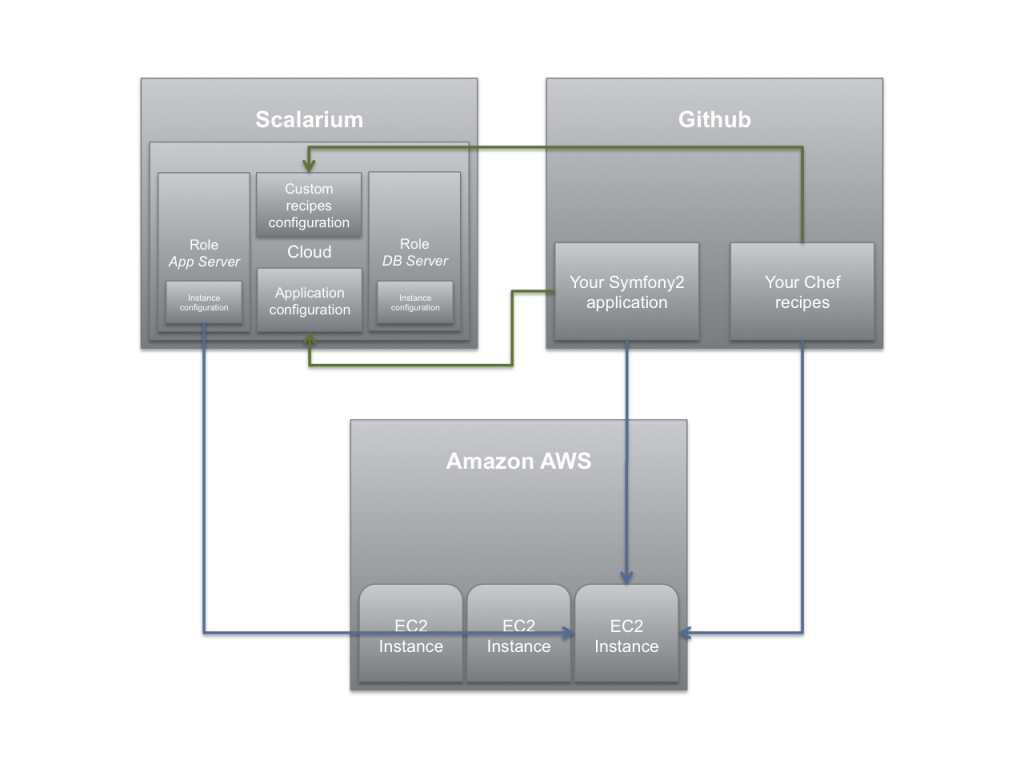 Scalarium
Custom
recipes
configuration
Role
App Server
Cloud
Role
DB Server
Instance
configuration
Application
configuration
Instance
configuration
Github
Your Symfony2
application
Your Chef
recipes
Amazon AWS
EC2
Instance
EC2
Instance
EC2
Instance